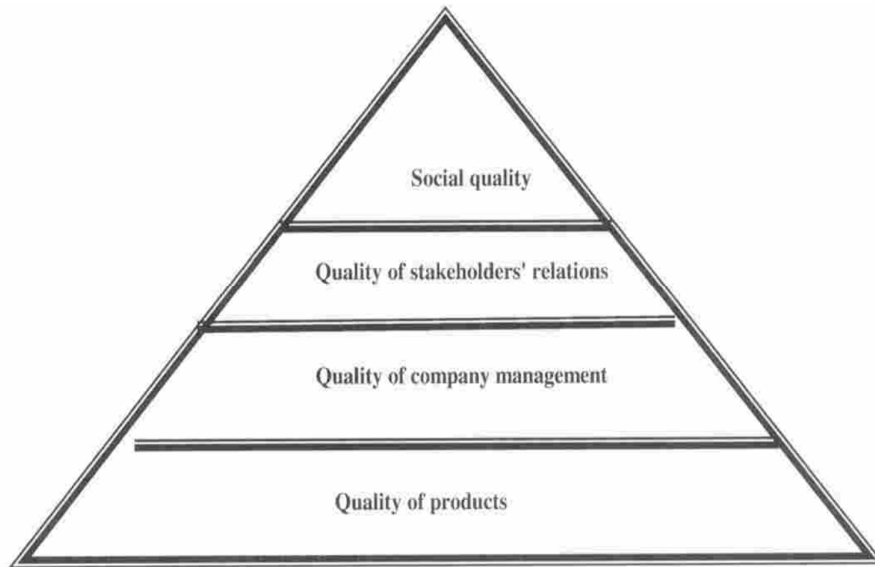 Social quality
Quality of stakeholders' relations
Quality of company management
Quality of products